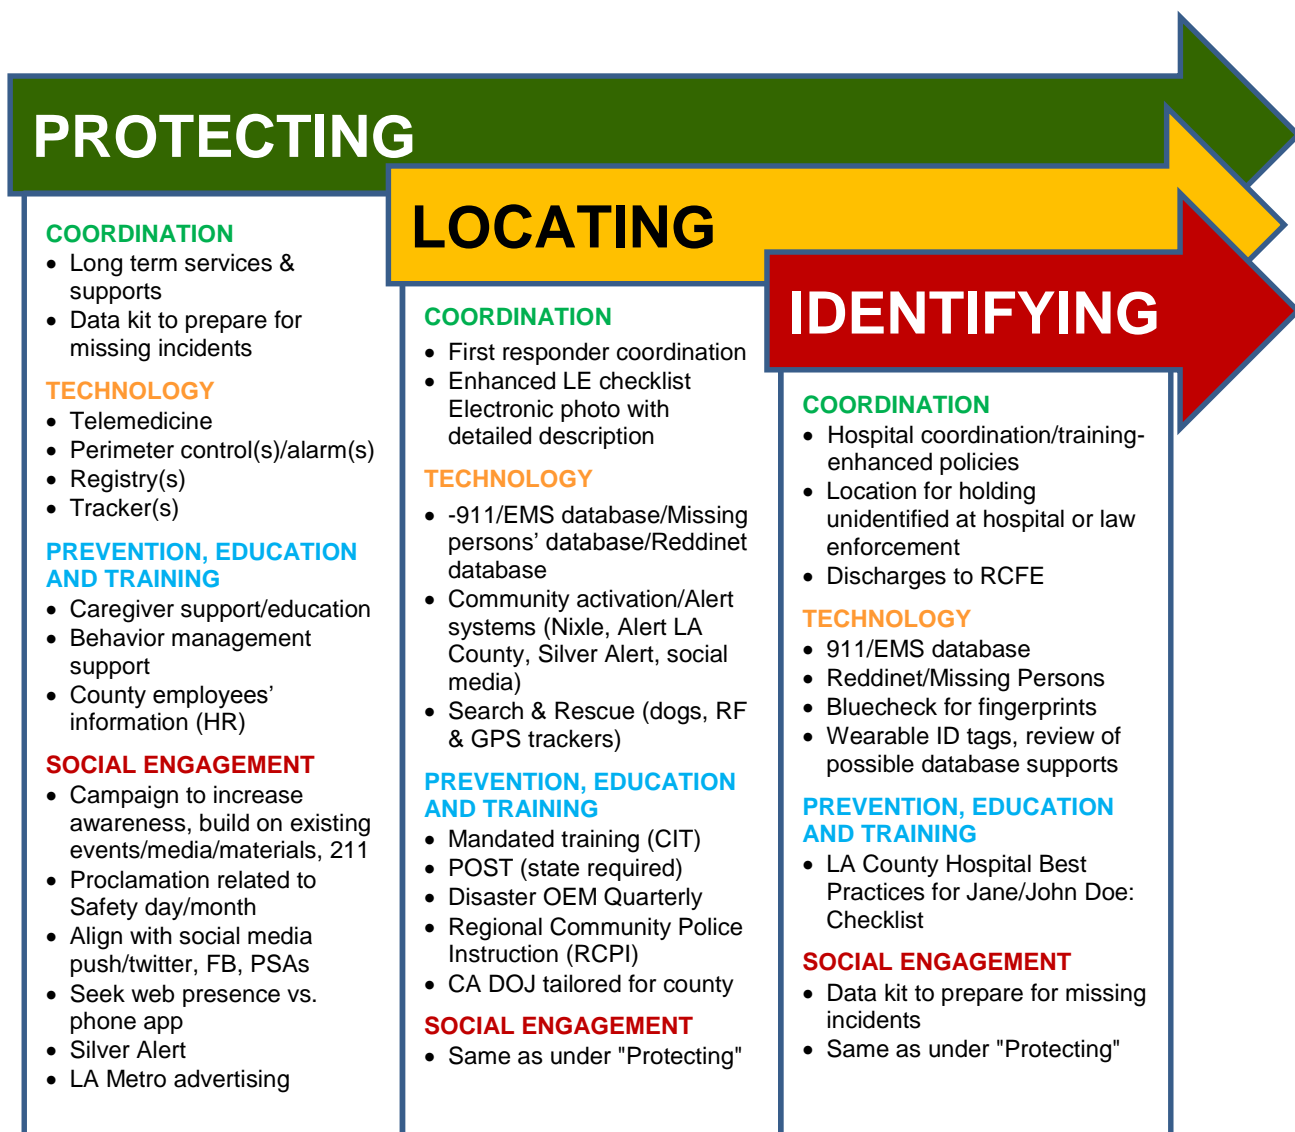 PROTECTING
COORDINATION
• Long term services &
supports
• Data kit to prepare for
missing incidents
TECHNOLOGY
• Telemedicine
• Perimeter control(s)/alarm(s)
• Registry(s)
• Tracker(s)
PREVENTION, EDUCATION
AND TRAINING
• Caregiver support/education
• Behavior management
support
• County employees’
information (HR)
SOCIAL ENGAGEMENT
• Campaign to increase
awareness, build on existing
events/media/materials, 211
• Proclamation related to
Safety day/month
• Align with social media
push/twitter, FB, PSAs
• Seek web presence vs.
phone app
• Silver Alert
• LA Metro advertising
LOCATING
COORDINATION
• First responder coordination
• Enhanced LE checklist
Electronic photo with
detailed description
TECHNOLOGY
• -911/EMS database/Missing
persons’ database/Reddinet
database
• Community activation/Alert
systems (Nixle, Alert LA
County, Silver Alert, social
media)
• Search & Rescue (dogs, RF
& GPS trackers)
PREVENTION, EDUCATION
AND TRAINING
• Mandated training (CIT)
• POST (state required)
• Disaster OEM Quarterly
• Regional Community Police
Instruction (RCPI)
• CA DOJ tailored for county
SOCIAL ENGAGEMENT
• Same as under "Protecting"
IDENTIFYING
COORDINATION
• Hospital coordination/training-
enhanced policies
• Location for holding
unidentified at hospital or law
enforcement
• Discharges to RCFE
TECHNOLOGY
• 911/EMS database
• Reddinet/Missing Persons
• Bluecheck for fingerprints
• Wearable ID tags, review of
possible database supports
PREVENTION, EDUCATION
AND TRAINING
• LA County Hospital Best
Practices for Jane/John Doe:
Checklist
SOCIAL ENGAGEMENT
• Data kit to prepare for missing
incidents
• Same as under "Protecting"